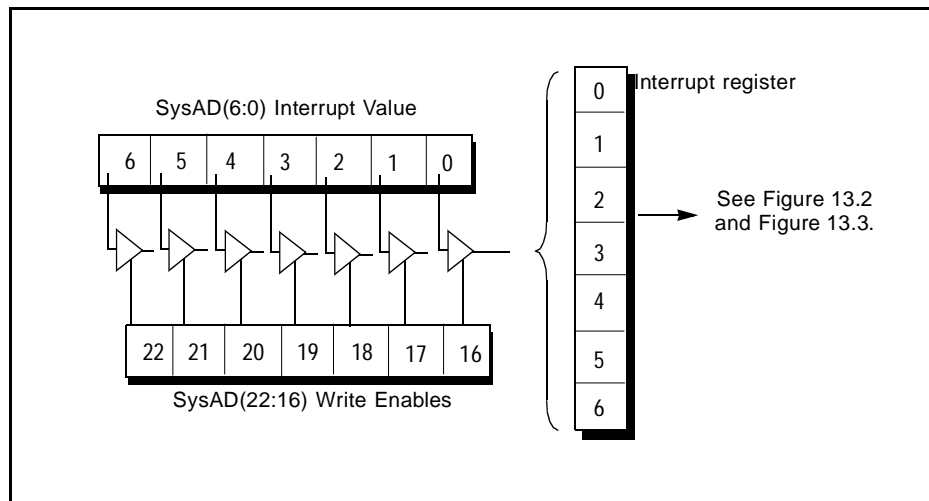 SysAD(6:0) Interrupt Value
6 5 4 3 2 1 0
22 21 20 19 18 17 16
SysAD(22:16) Write Enables
Interrupt register
0
1
2
3
4
5
6
See Figure 13.2
and Figure 13.3.